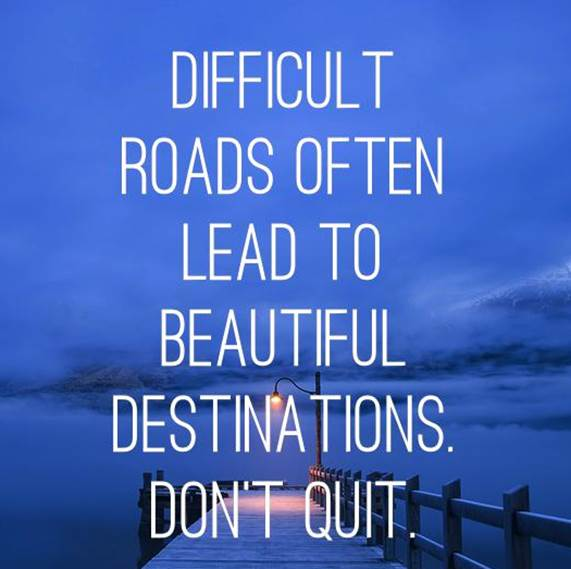 DIFFICULT
ROADS OFTEN
LEAD TO
BEAUTIFUL
DESTINATIONS.
DON'T QUIT.